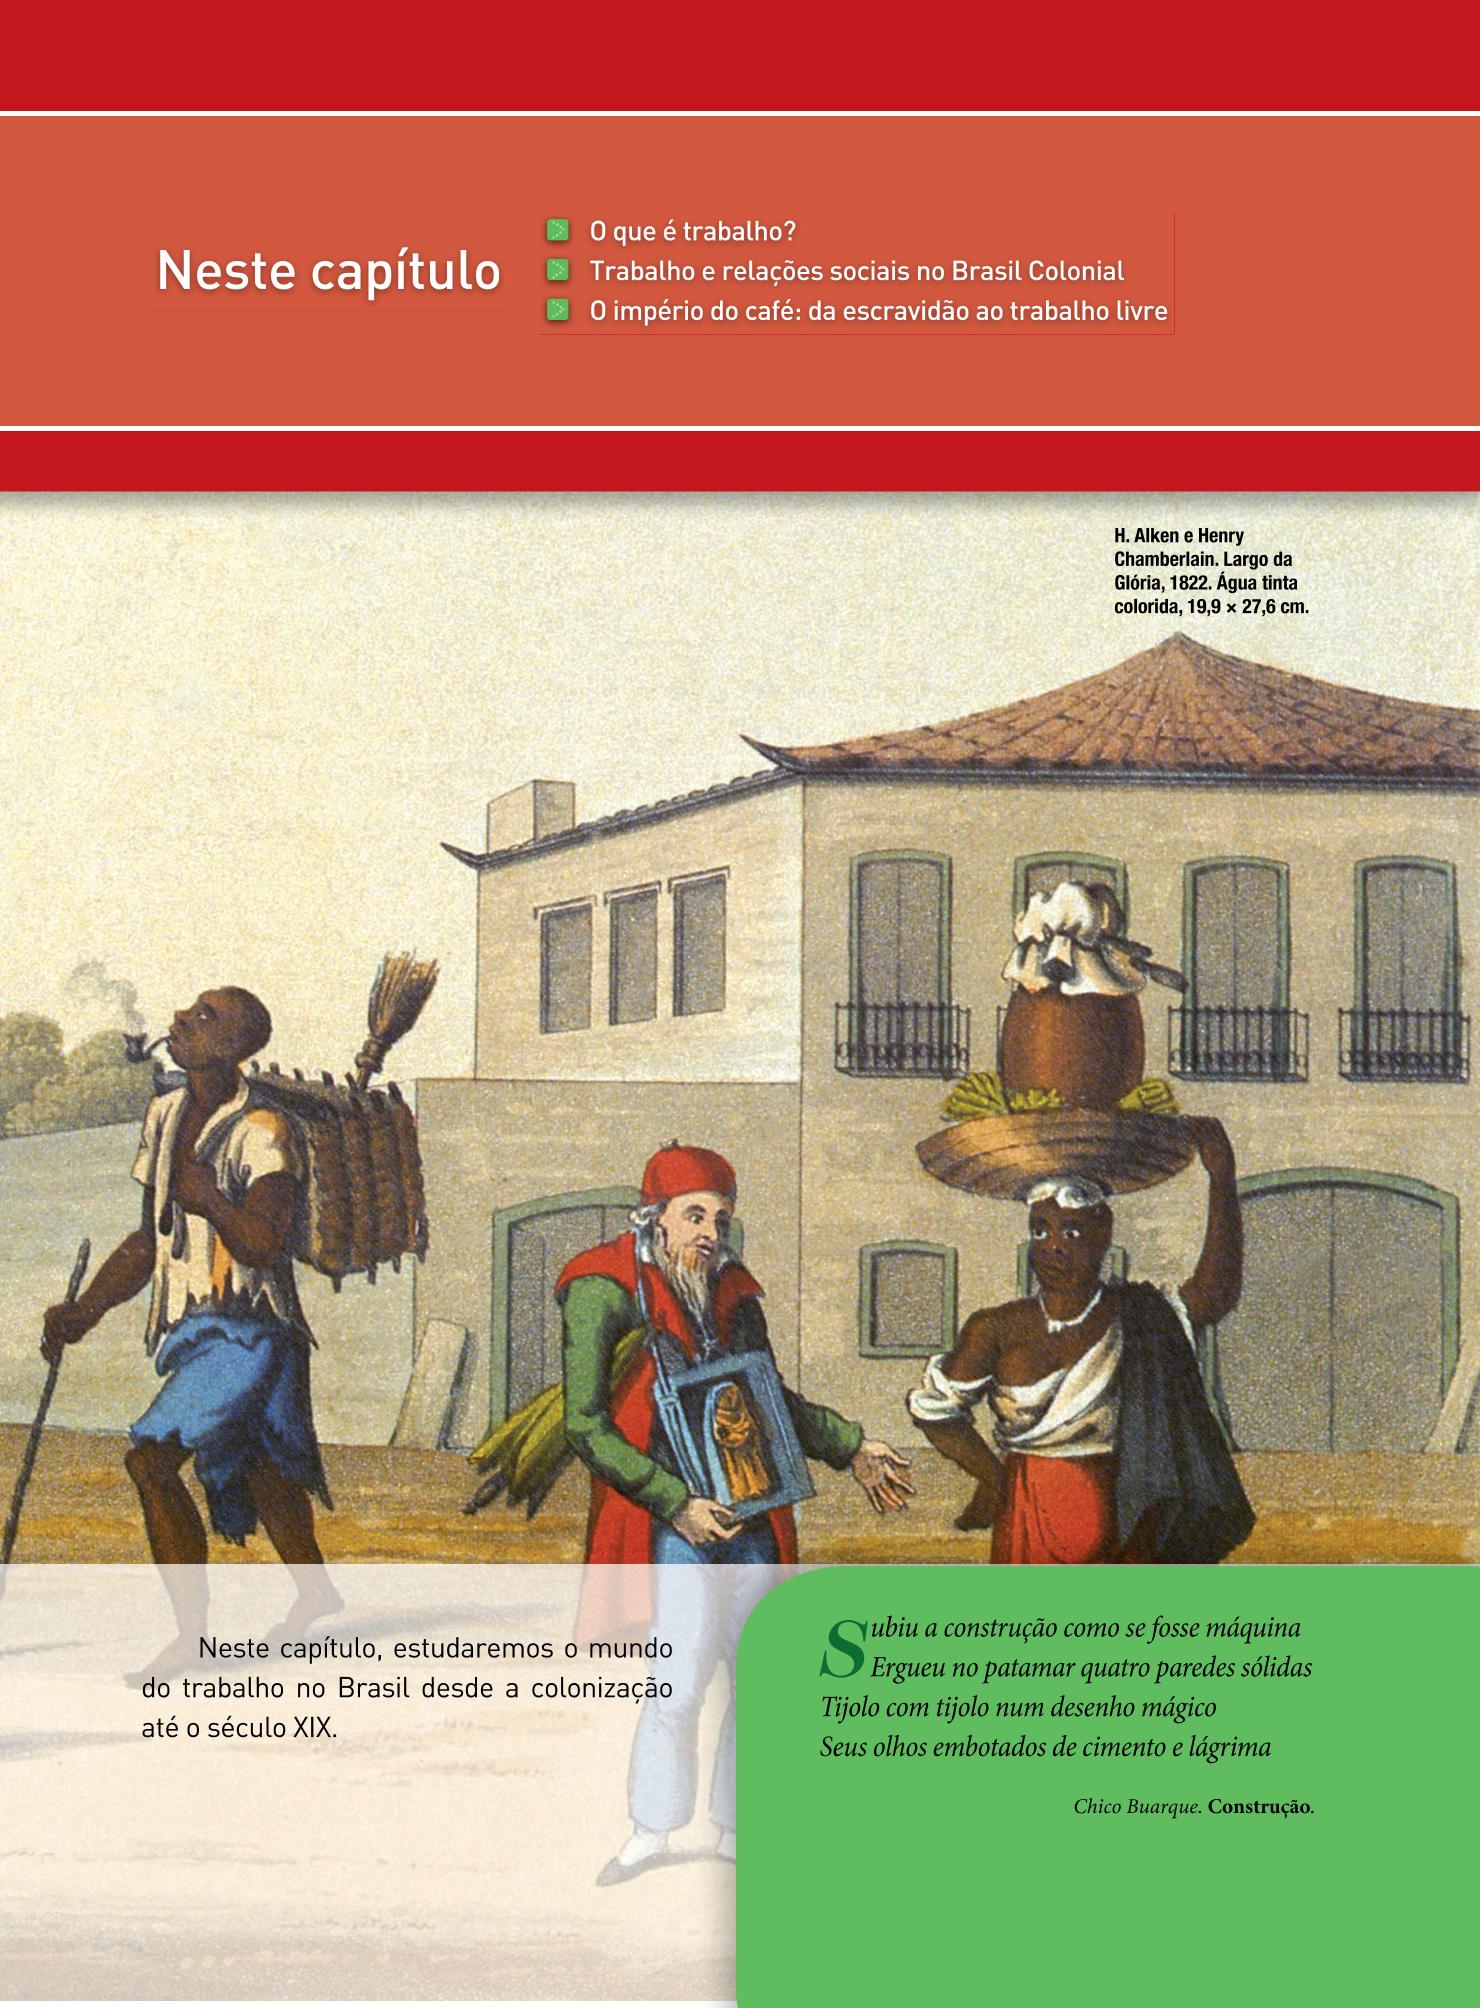 Neste capítulo
O que é trabalho?
Trabalho e relações sociais no Brasil Colonial
O império do café: da escravidão ao trabalho livre
H. Alken e Henry
Chamberlain. Largo da
Glória, 1822. Água tinta
colorida, 19,9 × 27,6 cm.
Neste capítulo, estudaremos o mundo
do trabalho no Brasil desde a colonização
até o século XIX.
Subiu a construção como se fosse máquina
Ergueu no patamar quatro paredes sólidas
Tijolo com tijolo num desenho mágico
Seus olhos embotados de cimento e lágrima
Chico Buarque. Construção.